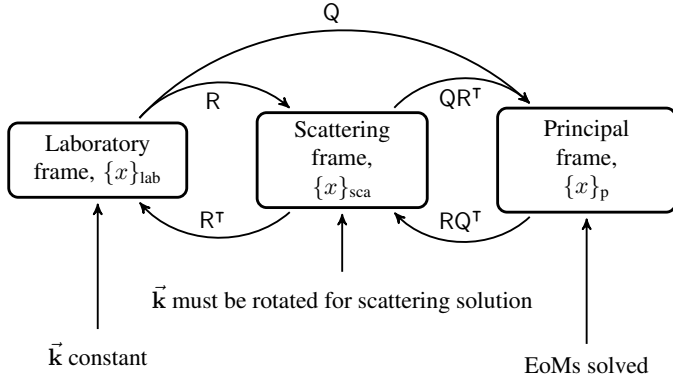 Q
R
QRᵀ
Laboratory
frame, {x}lab
Scattering
frame,
{x}sca
Principal
frame,
{x}p
Rᵀ
RQᵀ
k⃗ must be rotated for scattering solution
k⃗ constant
EoMs solved